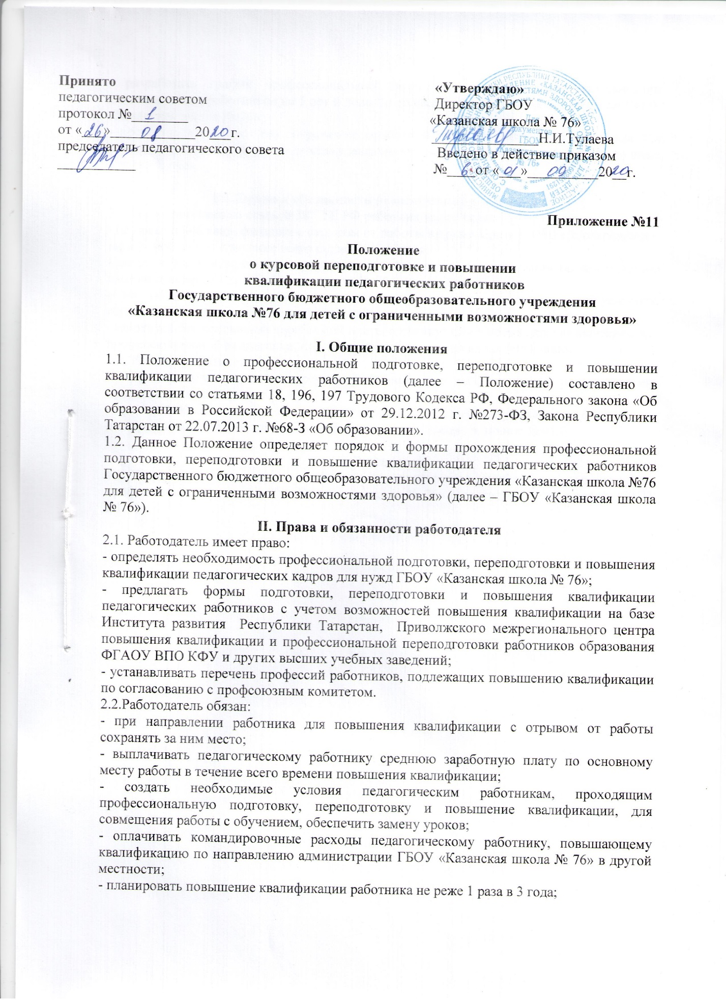 Принято
педагогическим советом
протокол №1
от «26» 08 2020 г.
председатель педагогического совета
«Утверждаю»
Директор ГБОУ
«Казанская школа № 76»
Н.И.Тулаева
Введено в действие приказом
№ 6 от «01» 09 2020 г.
Для
документов
ГБОУ
«Казанская школа
№ 76»
Приложение №11
Положение
о курсовой переподготовке и повышении
квалификации педагогических работников
Государственного бюджетного общеобразовательного учреждения
«Казанская школа №76 для детей с ограниченными возможностями здоровья»
I. Общие положения
1.1. Положение о профессиональной подготовке, переподготовке и повышении
квалификации педагогических работников (далее – Положение) составлено в
соответствии со статьями 18, 196, 197 Трудового Кодекса РФ, Федерального закона «Об
образовании в Российской Федерации» от 29.12.2012 г. №273-ФЗ, Закона Республики
Татарстан от 22.07.2013 г. №68-З «Об образовании».
1.2. Данное Положение определяет порядок и формы прохождения профессиональной
подготовки, переподготовки и повышение квалификации педагогических работников
Государственного бюджетного общеобразовательного учреждения «Казанская школа №76
для детей с ограниченными возможностями здоровья» (далее – ГБОУ «Казанская школа
№ 76»).
II. Права и обязанности работодателя
2.1. Работодатель имеет право:
- определять необходимость профессиональной подготовки, переподготовки и повышения
квалификации педагогических кадров для нужд ГБОУ «Казанская школа № 76»;
- предлагать формы подготовки, переподготовки и повышения квалификации
педагогических работников с учетом возможностей повышения квалификации на базе
Института развития Республики Татарстан, Приволжского межрегионального центра
повышения квалификации и профессиональной переподготовки работников образования
ФГАОУ ВПО КФУ и других высших учебных заведений;
- устанавливать перечень профессий работников, подлежащих повышению квалификации
по согласованию с профсоюзным комитетом.
2.2.Работодатель обязан:
- при направлении работника для повышения квалификации с отрывом от работы
сохранять за ним место;
- выплачивать педагогическому работнику среднюю заработную плату по основному
месту работы в течение всего времени повышения квалификации;
- создать необходимые условия педагогическим работникам, проходящим
профессиональную подготовку, переподготовку и повышение квалификации, для
совмещения работы с обучением, обеспечить замену уроков;
- оплачивать командировочные расходы педагогическому работнику, повышающему
квалификацию по направлению администрации ГБОУ «Казанская школа № 76» в другой
местности;
- планировать повышение квалификации работника не реже 1 раза в 3 года;